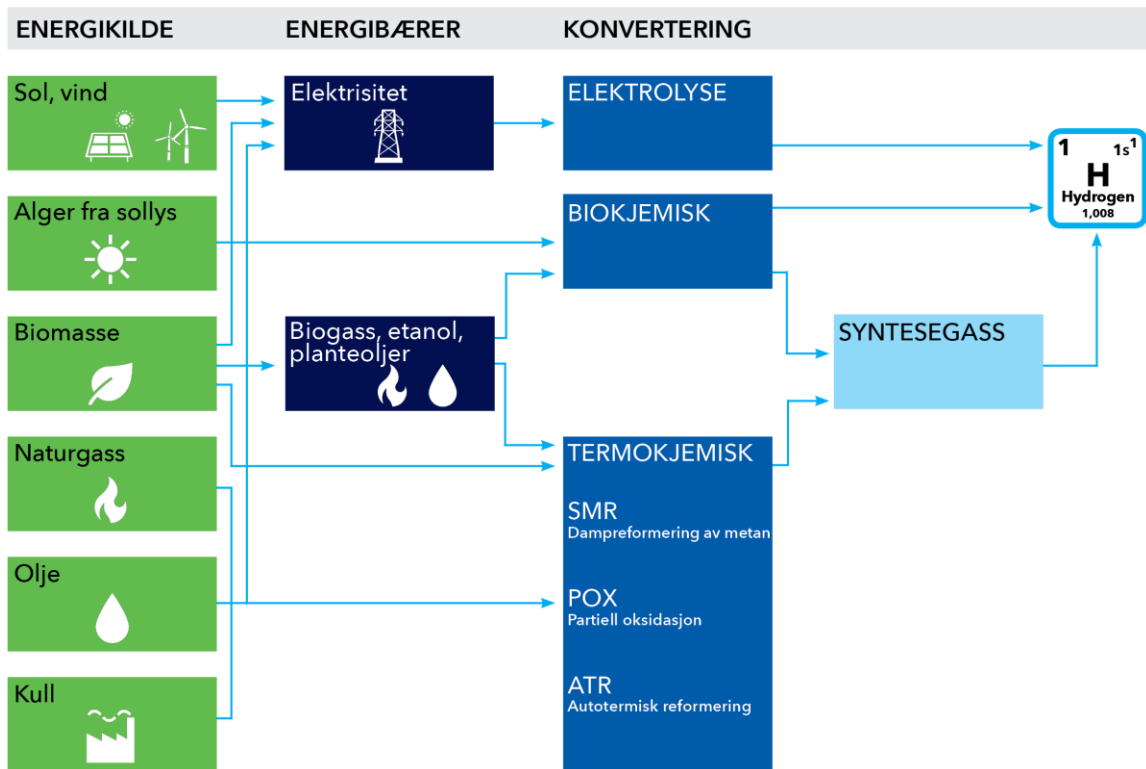 ENERGIKILDE
ENERGIBÆRER
KONVERTERING
Sol, vind
Elektrisitet
ELEKTROLYSE
1
1s¹
H
Hydrogen
1,008
Alger fra sollys
BIOKJEMISK
Biomasse
Biogass, etanol,
planteoljer
SYNTESEGASS
Naturgass
TERMOKJEMISK
SMR
Dampreformering av metan
Olje
POX
Partiell oksidasjon
Kull
ATR
Autotermisk reformering